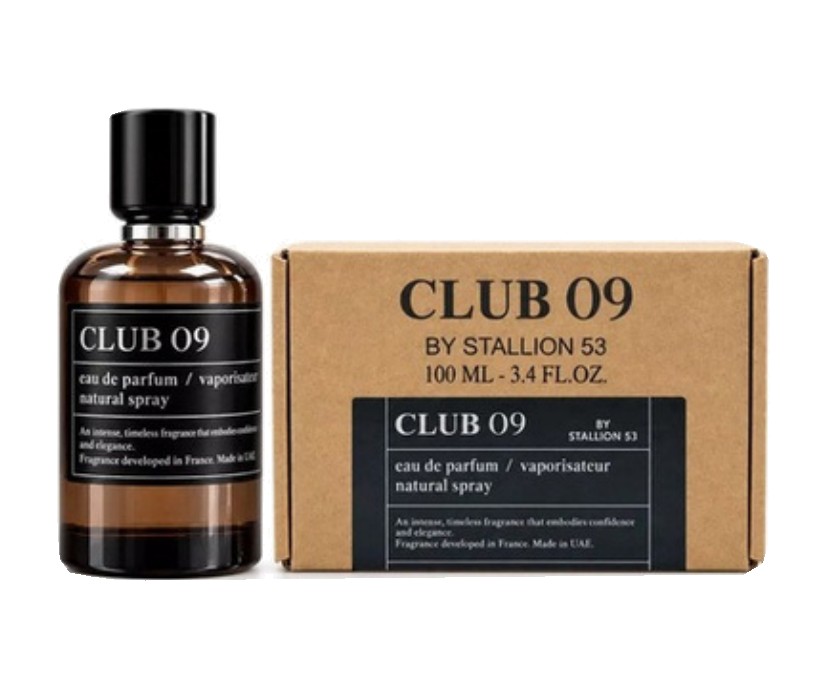 CLUB 09
eau de parfum / vaporisateur
natural spray
An intense, timeless fragrance that embodies confidence
and elegance.
Fragrance developed in France. Made in UAE.
CLUB 09
BY STALLION 53
100 ML - 3.4 FL.OZ.
CLUB 09
BY
STALLION 53
eau de parfum / vaporisateur
natural spray
An intense, timeless fragrance that embodies confidence
and elegance.
Fragrance developed in France. Made in UAE.